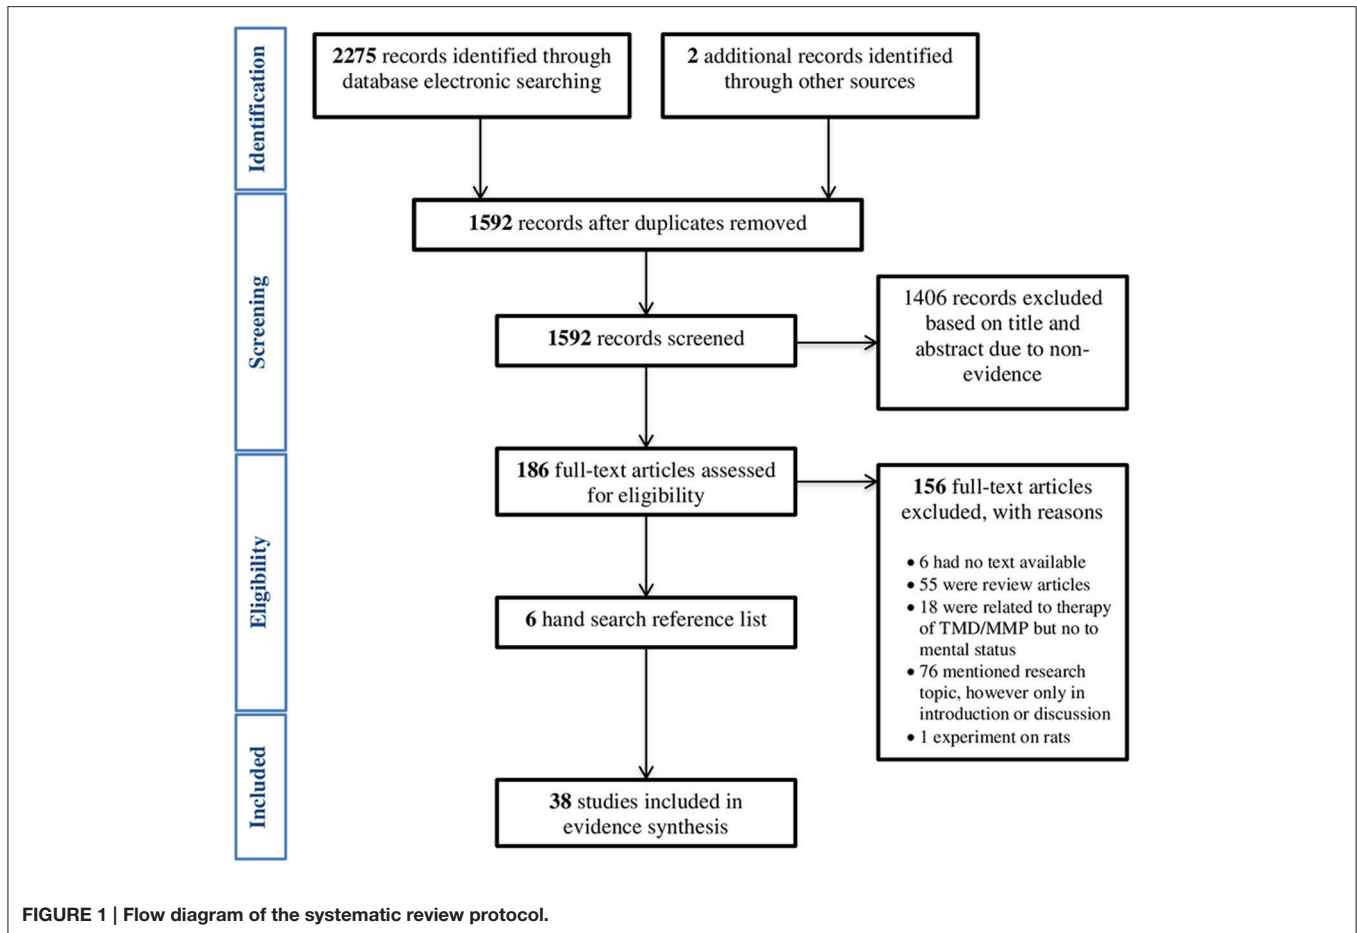 Identification
2275 records identified through
database electronic searching
2 additional records identified
through other sources
Screening
1592 records after duplicates removed
1592 records screened
1406 records excluded
based on title and
abstract due to non-
evidence
Eligibility
186 full-text articles assessed
for eligibility
156 full-text articles
excluded, with reasons
• 6 had no text available
• 55 were review articles
• 18 were related to therapy
of TMD/MMP but no to
mental status
• 76 mentioned research
topic, however only in
introduction or discussion
• 1 experiment on rats
6 hand search reference list
Included
38 studies included in
evidence synthesis
FIGURE 1 | Flow diagram of the systematic review protocol.